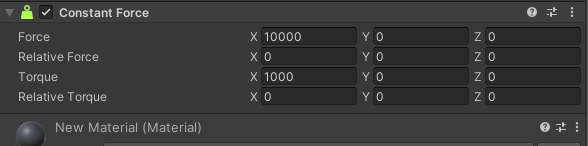 Constant Force
Force X 10000 Y 0 Z 0
Relative Force X 0 Y 0 Z 0
Torque X 1000 Y 0 Z 0
Relative Torque X 0 Y 0 Z 0
New Material (Material)